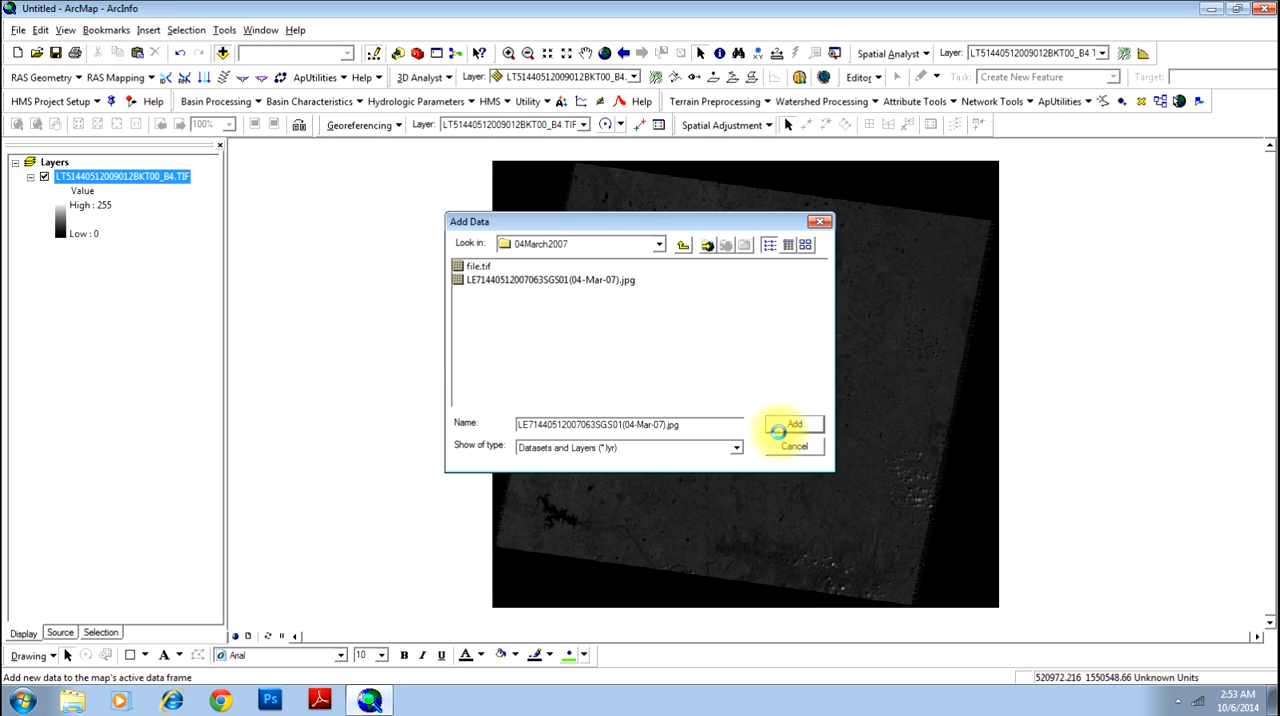 Untitled - ArcMap - ArcInfo
File Edit View Bookmarks Insert Selection Tools Window Help
Spatial Analyst Layer: LT51440512009012BKT00_B4.T
RAS Geometry RAS Mapping ApUtilities Help 3D Analyst Layer: LT51440512009012BKT00_B4. Editor Task: Create New Feature Target:
HMS Project Setup Help Basin Processing Basin Characteristics Hydrologic Parameters HMS Utility Help Terrain Preprocessing Watershed Processing Attribute Tools Network Tools ApUtilities
100% Georeferencing Layer: LT51440512009012BKT00_B4.TIF Spatial Adjustment
Layers
LT51440512009012BKT00_B4.TIF
Value
High : 255
Low : 0
Add Data
Look in: 04March2007
file.tif
LE71440512007063SGS01(04-Mar-07).jpg
Name: LE71440512007063SGS01(04-Mar-07).jpg Add
Show of type: Datasets and Layers (*.lyr) Cancel
Display Source Selection
Drawing A Arial 10 B I U A
Add new data to the map's active data frame 520972.216 1550548.66 Unknown Units
Ps
2:53 AM
10/6/2014